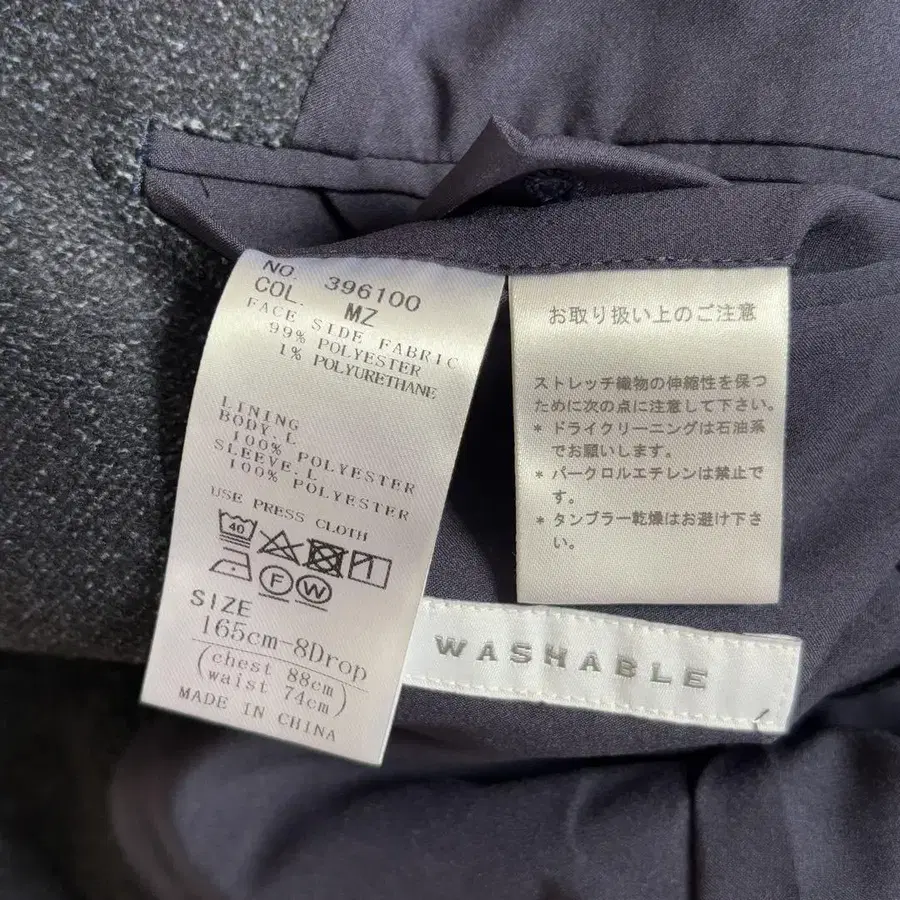 NO. 396100
COL. MZ
FACE SIDE FABRIC
99% POLYESTER
1% POLYURETHANE
LINING
BODY.L
100% POLYESTER
SLEEVE.L
100% POLYESTER
USE PRESS CLOTH
40
F W
SIZE
165cm-8Drop
(chest 88cm
waist 74cm)
MADE IN CHINA
お取り扱い上のご注意
ストレッチ織物の伸縮性を保つ
ために次の点に注意して下さい。
* ドライクリーニングは石油系
でお願いします。
* パークロルエチレンは禁止で
す。
* タンブラー乾燥はお避け下さ
い。
WASHABLE